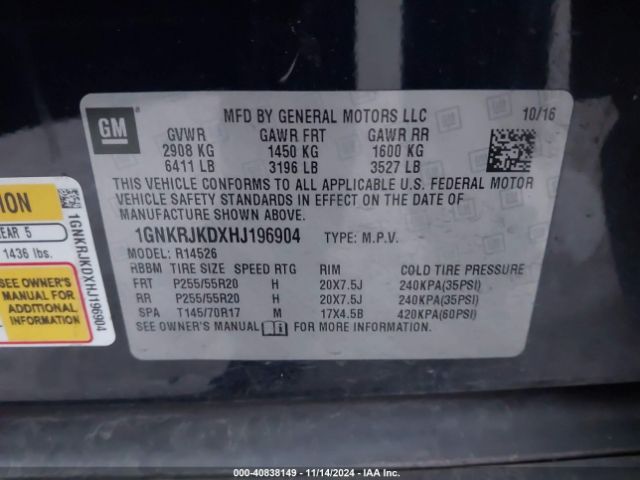 GM
MFD BY GENERAL MOTORS LLC 10/16
GVWR GAWR FRT GAWR RR
2908 KG 1450 KG 1600 KG
6411 LB 3196 LB 3527 LB
THIS VEHICLE CONFORMS TO ALL APPLICABLE U.S. FEDERAL MOTOR
VEHICLE SAFETY STANDARDS IN EFFECT ON THE DATE OF
MANUFACTURE SHOWN ABOVE.
1GNKRJKDXHJ196904 TYPE: M.P.V.
MODEL: R14526
RBBM TIRE SIZE SPEED RTG RIM COLD TIRE PRESSURE
FRT P255/55R20 H 20X7.5J 240KPA(35PSI)
RR P255/55R20 H 20X7.5J 240KPA(35PSI)
SPA T145/70R17 M 17X4.5B 420KPA(60PSI)
SEE OWNER'S MANUAL FOR MORE INFORMATION.
ION
EAR 5
1436 lbs.
SEE OWNER'S
MANUAL FOR
ADDITIONAL
INFORMATION
1GNKRJKDXHJ196904
000-40838149 - 11/14/2024 - IAA Inc.